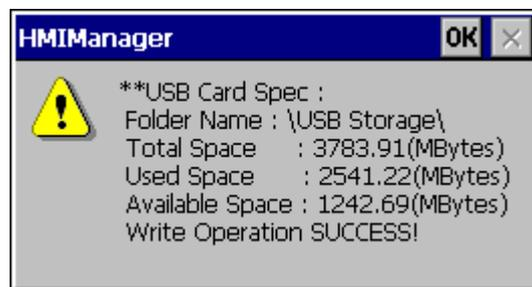 HMIManager OK
**USB Card Spec :
Folder Name : \USB Storage\
Total Space : 3783.91(MBytes)
Used Space : 2541.22(MBytes)
Available Space : 1242.69(MBytes)
Write Operation SUCCESS!